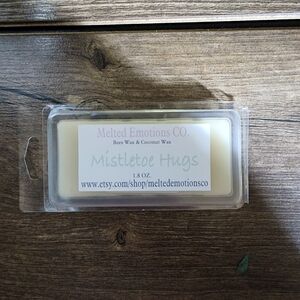 Melted Emotions CO.
Bees Wax & Coconut Wax
Mistletoe Hugs
1.8 OZ.
www.etsy.com/shop/meltedemotionsco